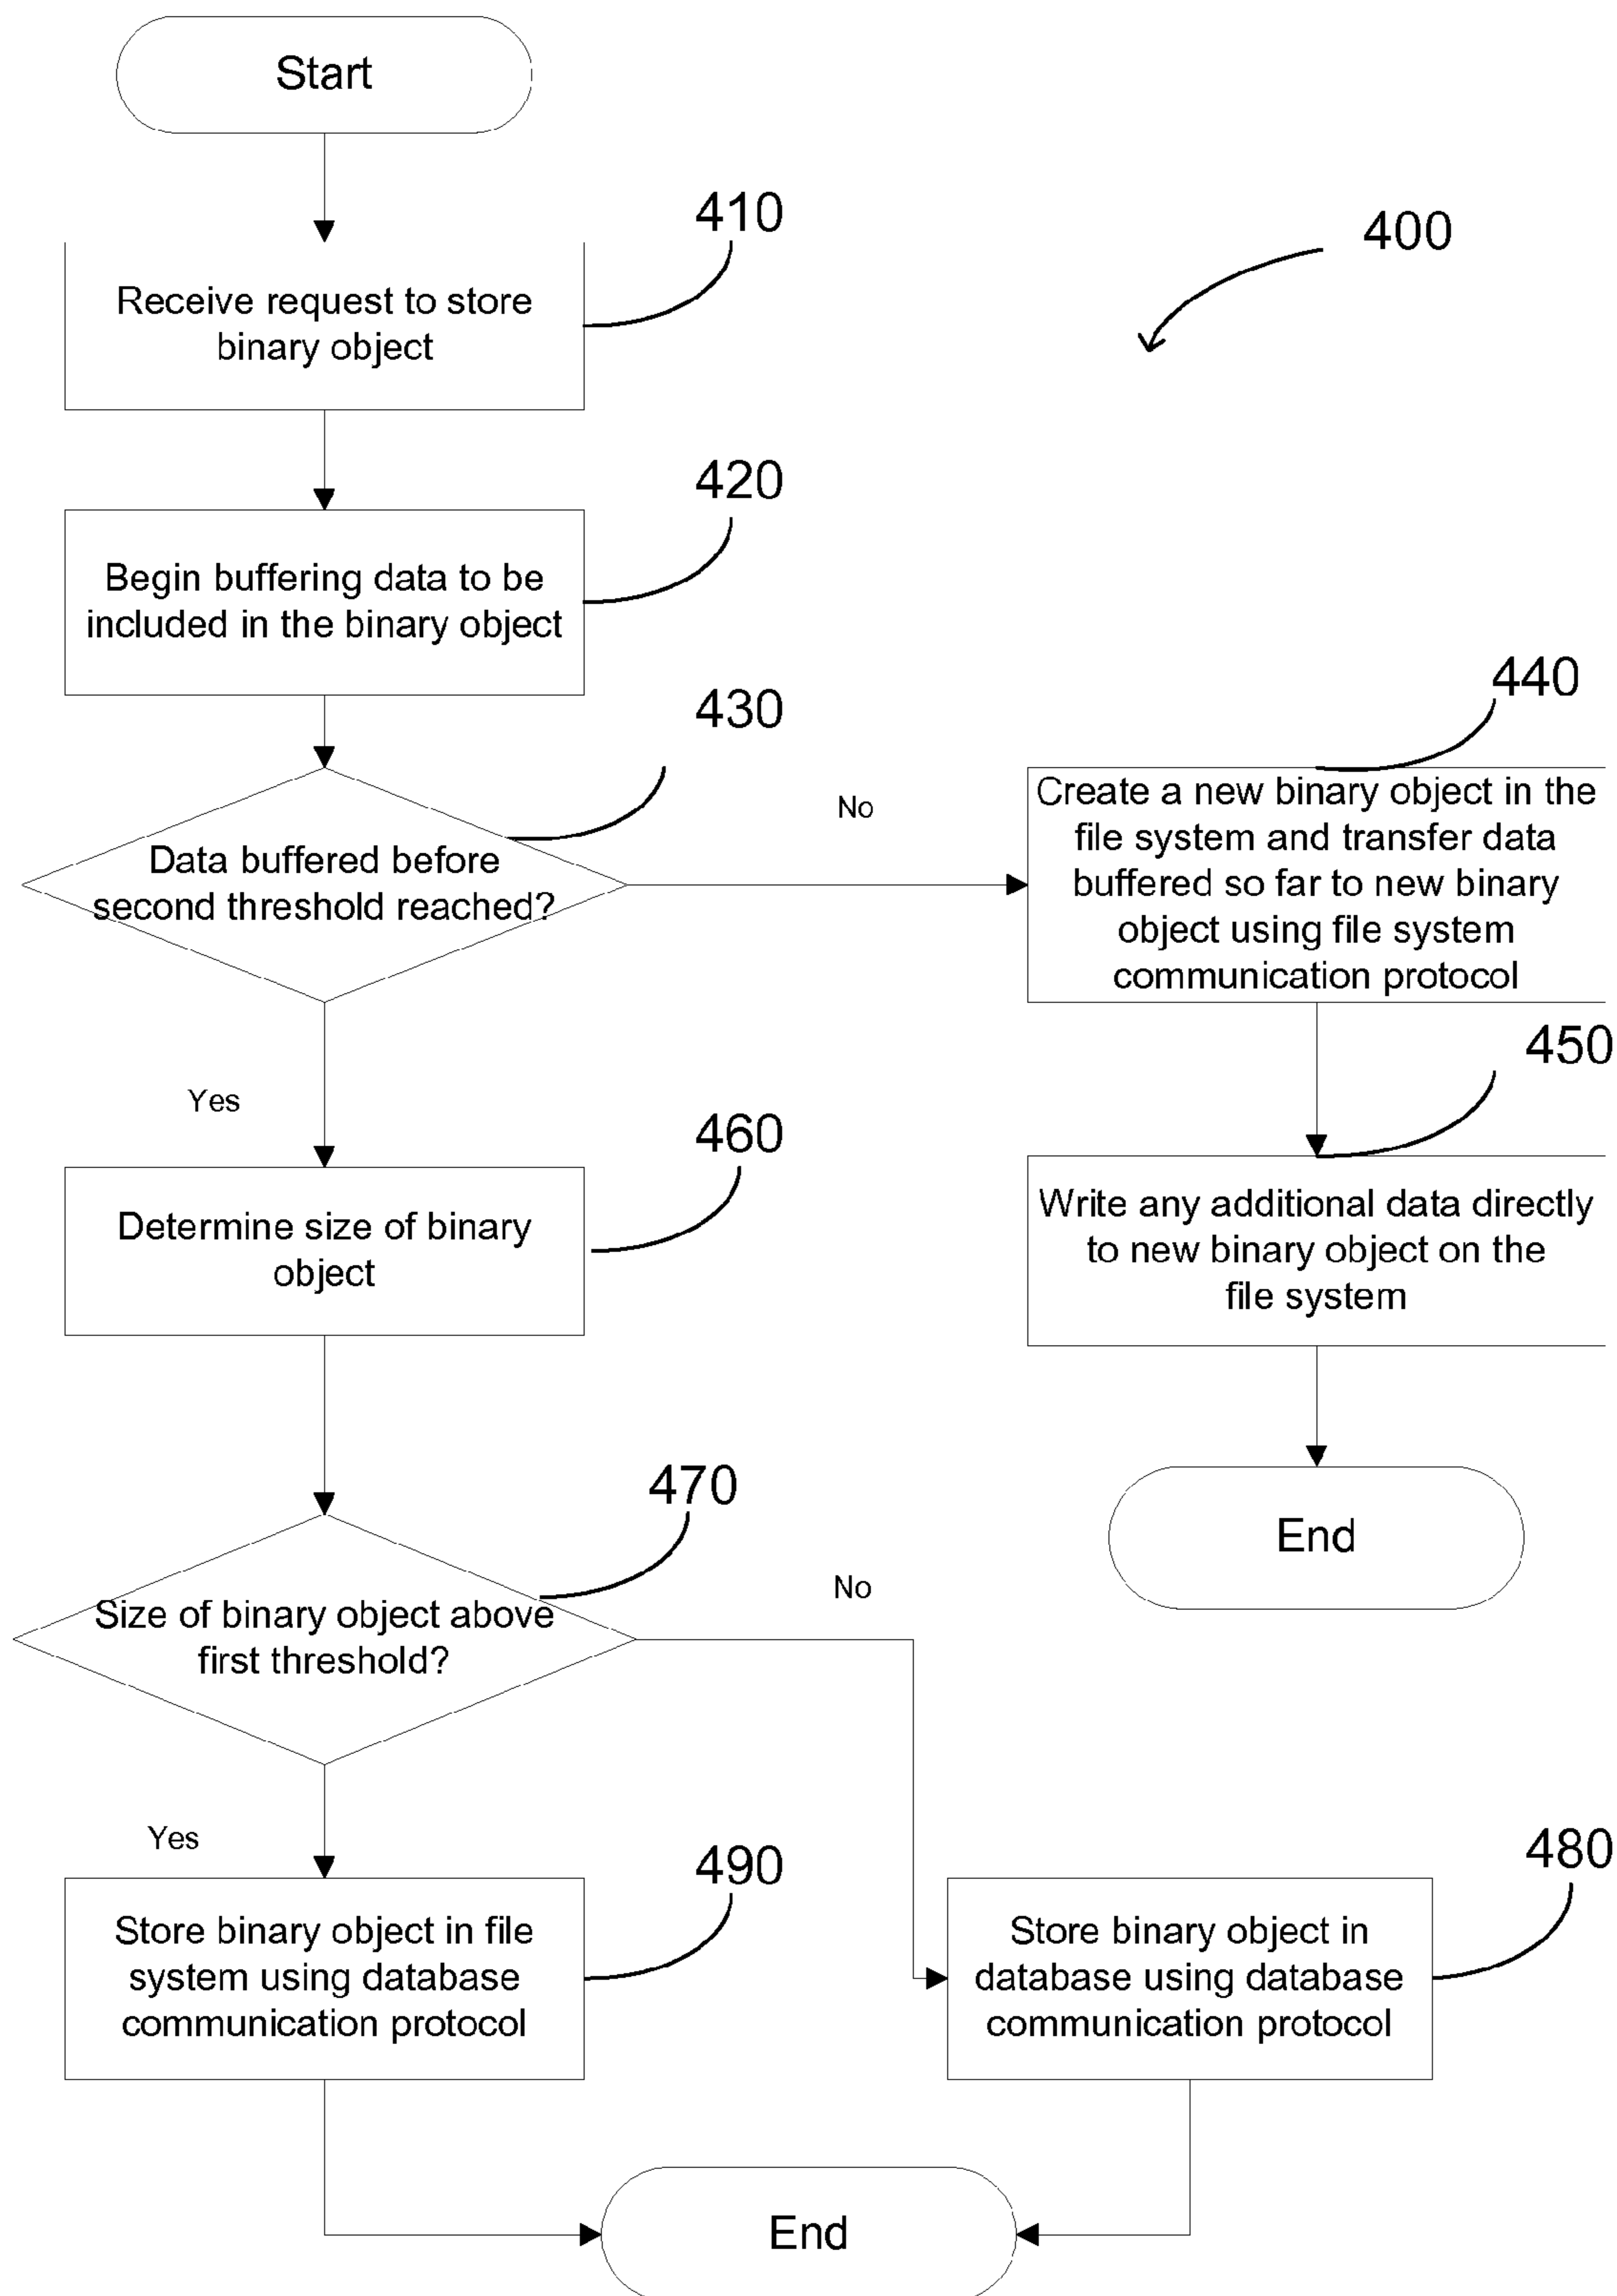 Start
410
400
Receive request to store
binary object
420
Begin buffering data to be
included in the binary object
430
440
No
Data buffered before
second threshold reached?
Create a new binary object in the
file system and transfer data
buffered so far to new binary
object using file system
communication protocol
450
Yes
460
Determine size of binary
object
Write any additional data directly
to new binary object on the
file system
470
End
No
Size of binary object above
first threshold?
Yes
490
480
Store binary object in file
system using database
communication protocol
Store binary object in
database using database
communication protocol
End